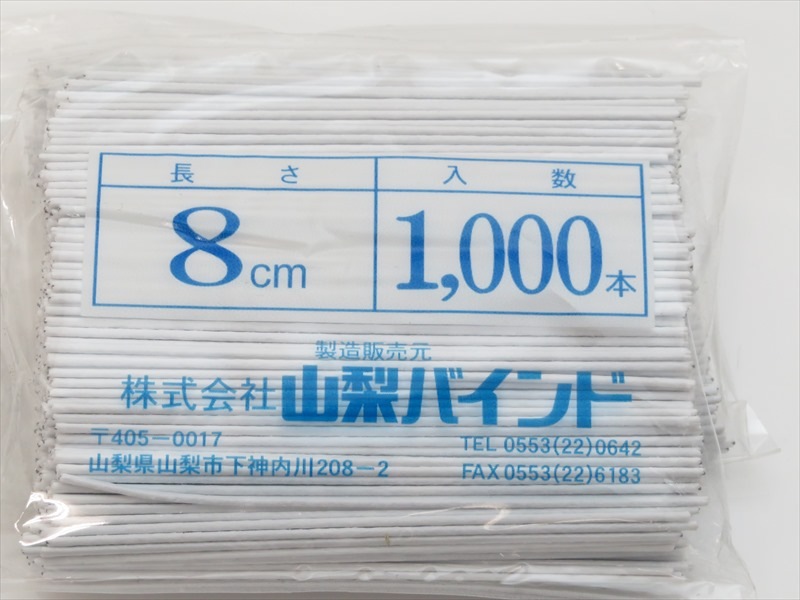 長さ 入数
8cm 1,000本
製造販売元
株式会社山梨バインド
〒405-0017 TEL 0553(22)0642
山梨県山梨市下神内川208-2 FAX0553(22)6183